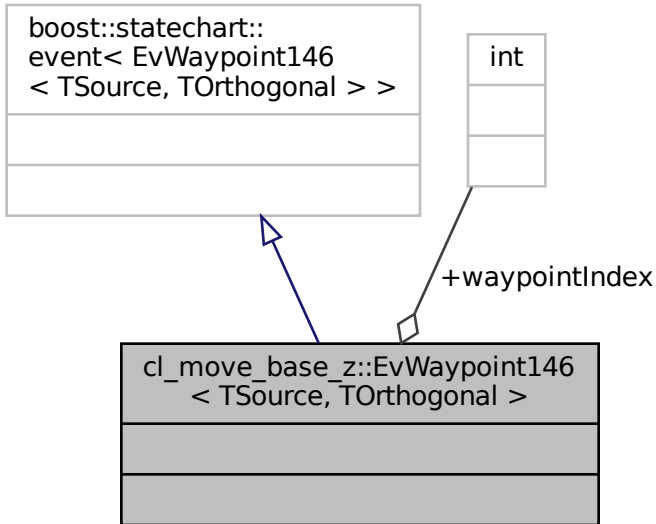 boost::statechart::
event< EvWaypoint146
< TSource, TOrthogonal > >
int
+waypointIndex
cl_move_base_z::EvWaypoint146
< TSource, TOrthogonal >